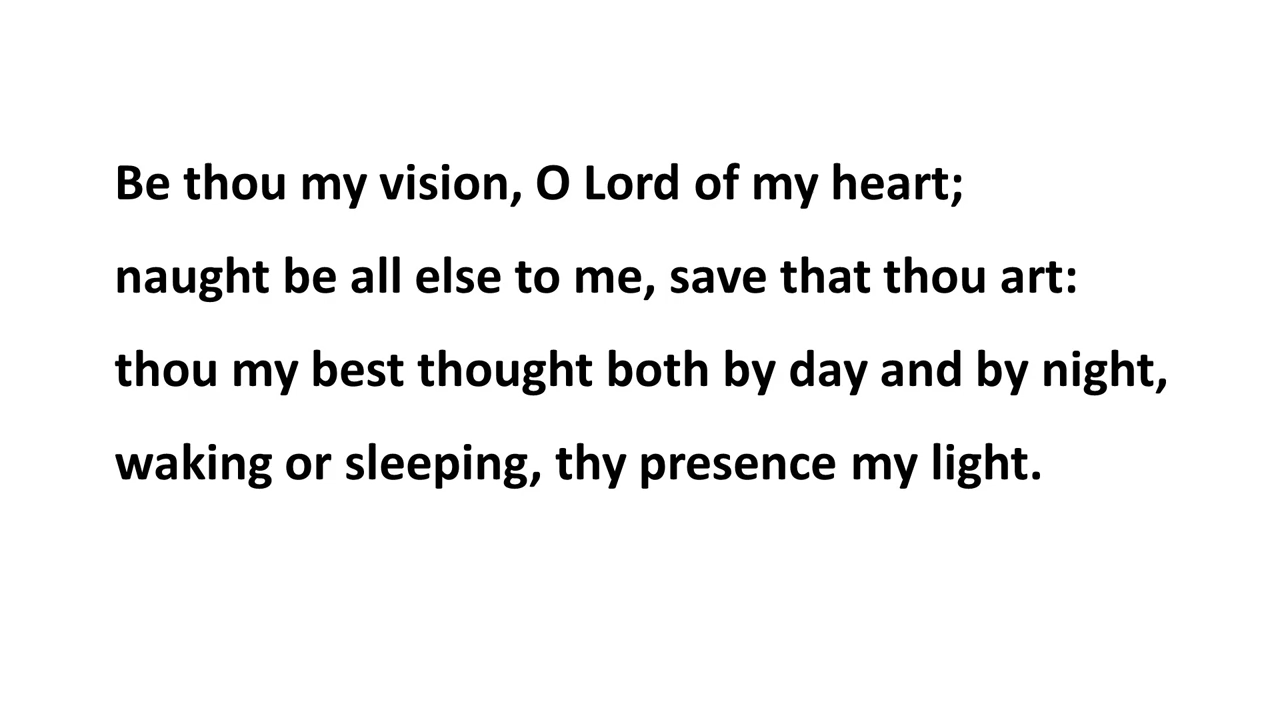 Be thou my vision, O Lord of my heart;
naught be all else to me, save that thou art:
thou my best thought both by day and by night,
waking or sleeping, thy presence my light.